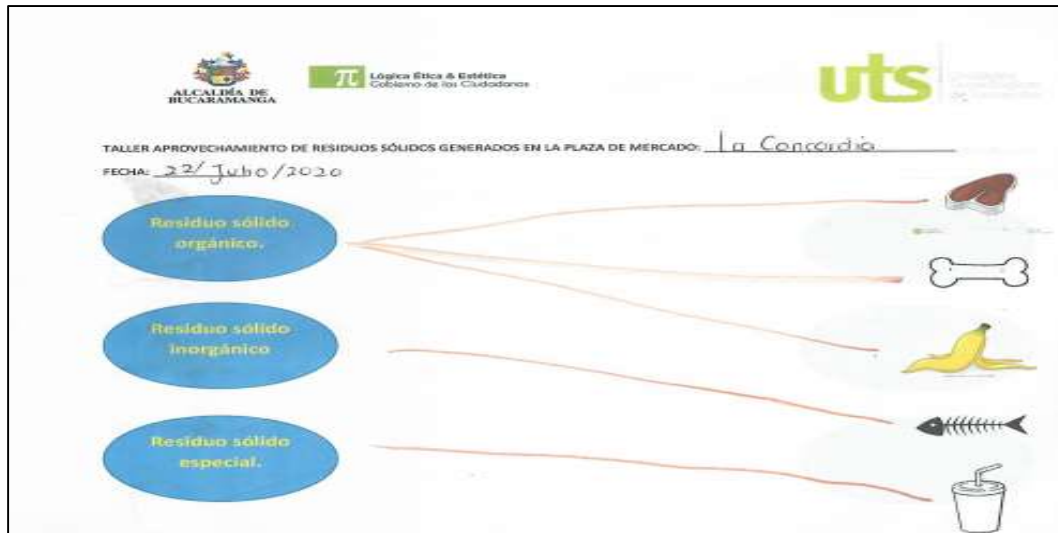 ALCALDÍA DE
BUCARAMANGA
π
Lógica Ética & Estética
Gobierno de los Ciudadanos
uts
TALLER APROVECHAMIENTO DE RESIDUOS SÓLIDOS GENERADOS EN LA PLAZA DE MERCADO: La Concordia
FECHA: 22/Julio/2020
Residuo sólido
orgánico.
Residuo sólido
inorgánico
Residuo sólido
especial.